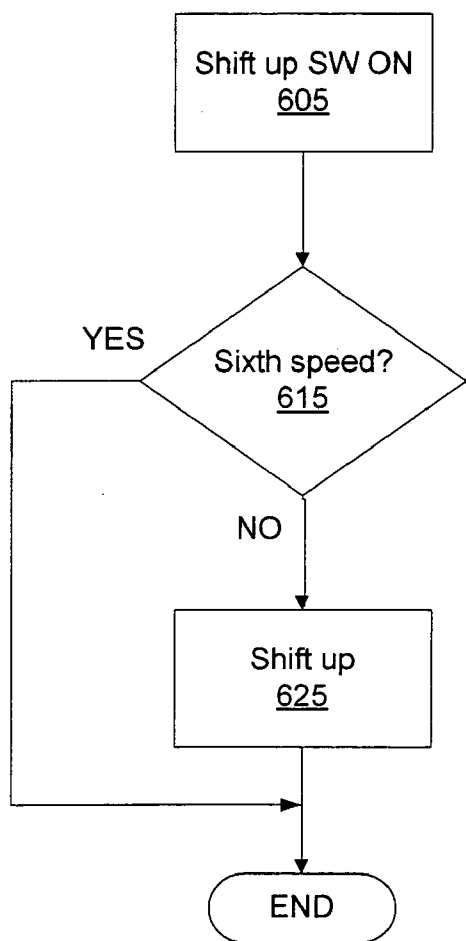 Shift up SW ON
605
YES
Sixth speed?
615
NO
Shift up
625
END